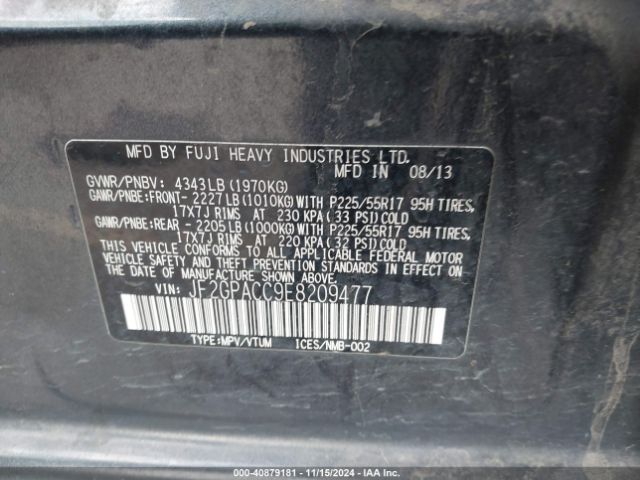 MFD BY FUJI HEAVY INDUSTRIES LTD.
MFD IN 08/13
GVWR/PNBV: 4343LB(1970KG)
GAWR/PNBE:FRONT- 2227LB(1010KG)WITH P225/55R17 95H TIRES,
17X7J RIMS AT 230 KPA(33 PSI)COLD
GAWR/PNBE:REAR - 2205LB(1000KG)WITH P225/55R17 95H TIRES,
17X7J RIMS AT 220 KPA(32 PSI)COLD
THIS VEHICLE CONFORMS TO ALL APPLICABLE FEDERAL MOTOR
VEHICLE SAFETY AND THEFT PREVENTION STANDARDS IN EFFECT
ON THE DATE OF MANUFACTURE SHOWN ABOVE.
VIN: JF2GPACC9E8209477
TYPE:MPV/VTUM ICES/NMB-002
000-40879181 - 11/15/2024 - IAA Inc.